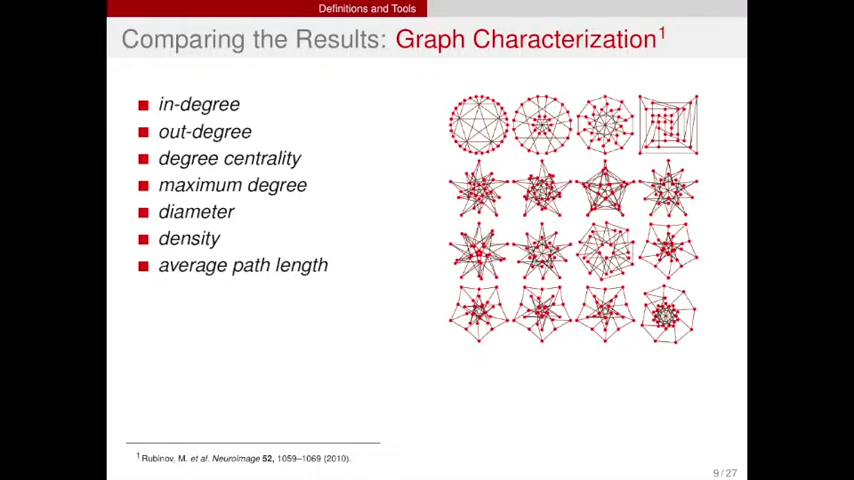 Definitions and Tools
Comparing the Results: Graph Characterization¹
in-degree
out-degree
degree centrality
maximum degree
diameter
density
average path length
¹Rubinov, M. et al. Neuroimage 52, 1059–1069 (2010).
9 / 27